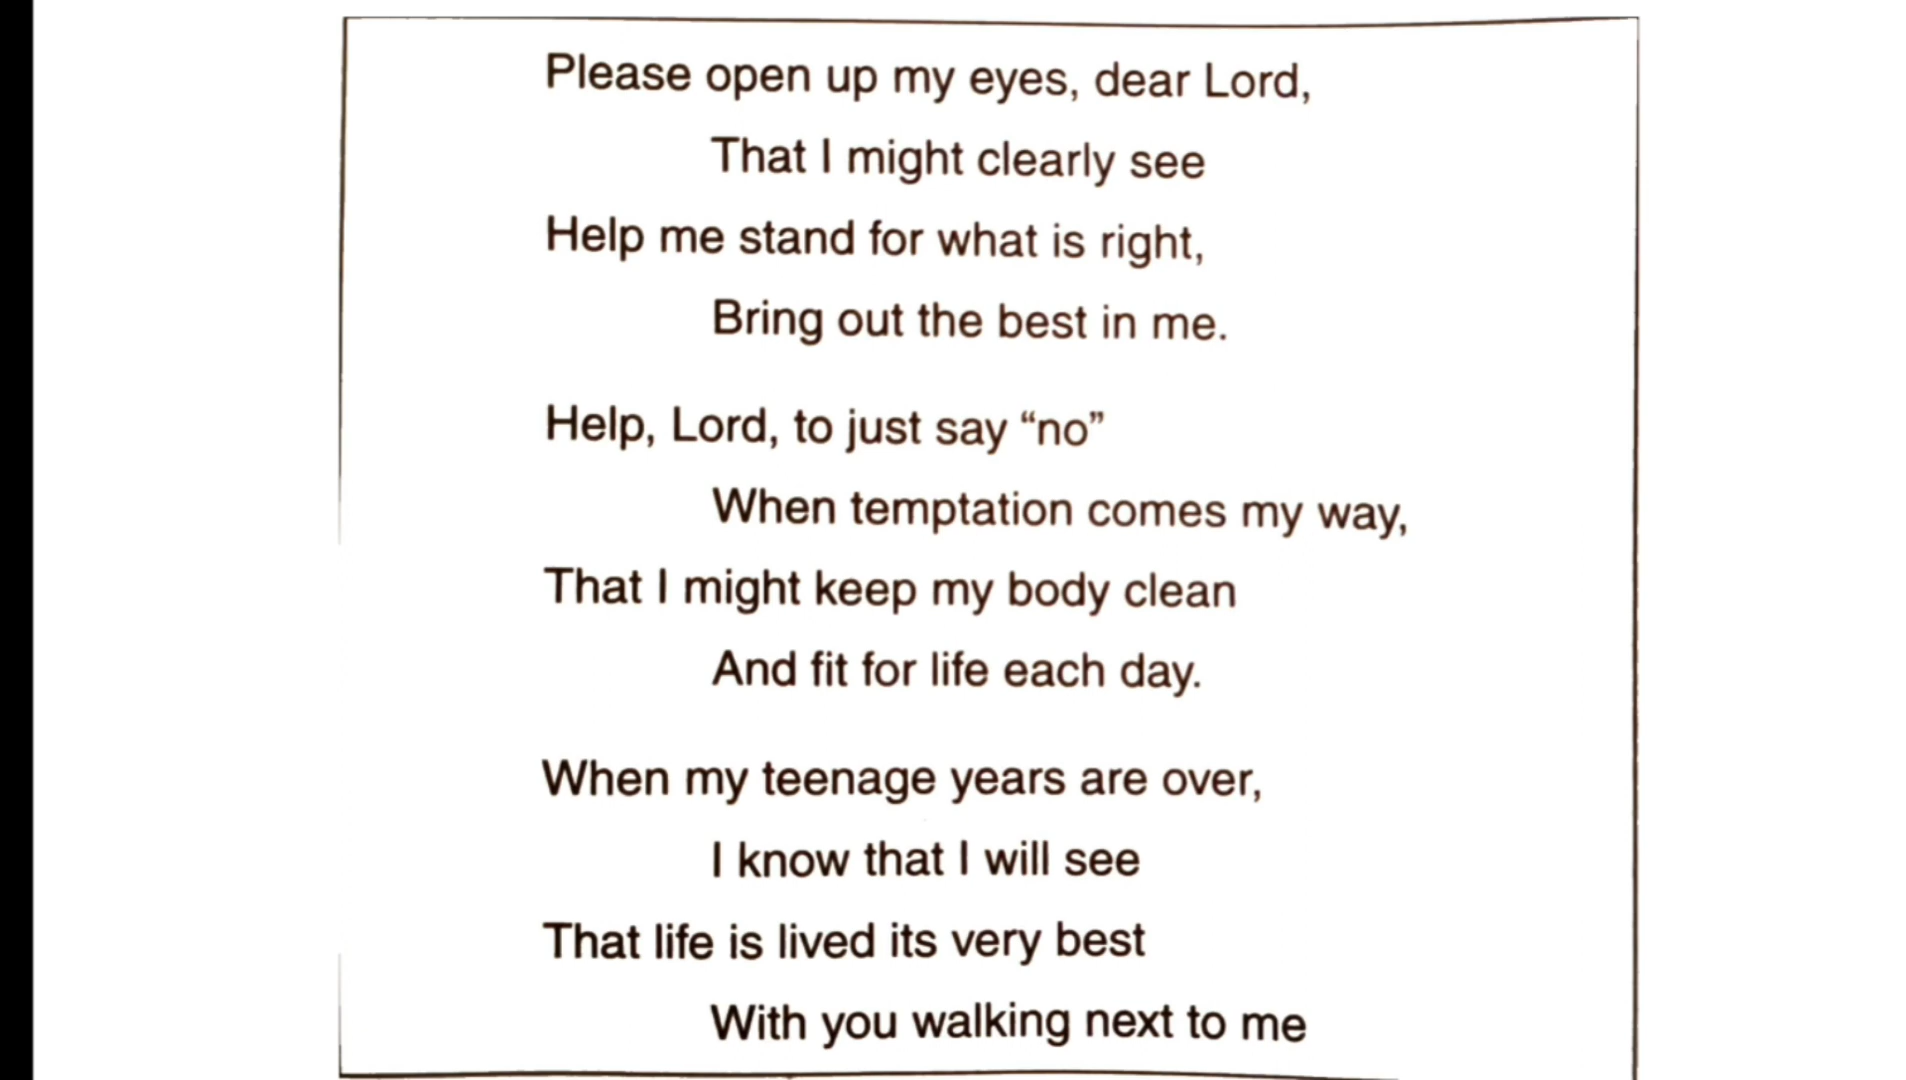 Please open up my eyes, dear Lord,
That I might clearly see
Help me stand for what is right,
Bring out the best in me.
Help, Lord, to just say “no”
When temptation comes my way,
That I might keep my body clean
And fit for life each day.
When my teenage years are over,
I know that I will see
That life is lived its very best
With you walking next to me